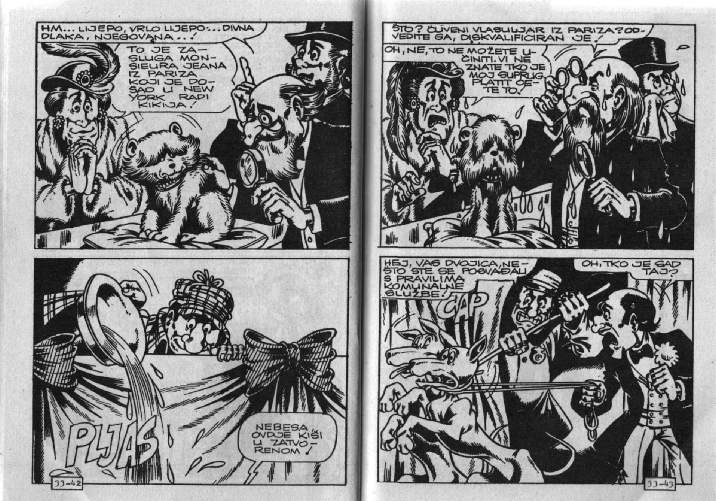 HM... LIJEPO, VRLO LIJEPO... DIVNA
DLAKA, NJEGOVANA...!
TO JE ZA-
SLUGA MON-
SIEURA JEANA
IZ PARIZA,
KOJI JE DO-
ŠAO U NEW
YORK RADI
KIKIJA!
PLJAS
NEBESA,
OVDJE KIŠI
U ZATVO-
RENOM!
33-42
ŠTO? ČUVENI VLASULJAR IZ PARIZA? OD-
VEDITE GA, DISKVALIFICIRAN JE!
OH, NE, TO NE MOŽETE U-
ČINITI. VI NE
ZNATE TKO JE
MOJ SUPRUG.
PLATIT ĆE-
TE TO!
HEJ, VAS DVOJICA, NE-
ŠTO STE SE POSVAĐALI
S PRAVILIMA
KOMUNALNE
SLUŽBE!
OH, TKO JE SAD
TAJ?
CAP
33-43